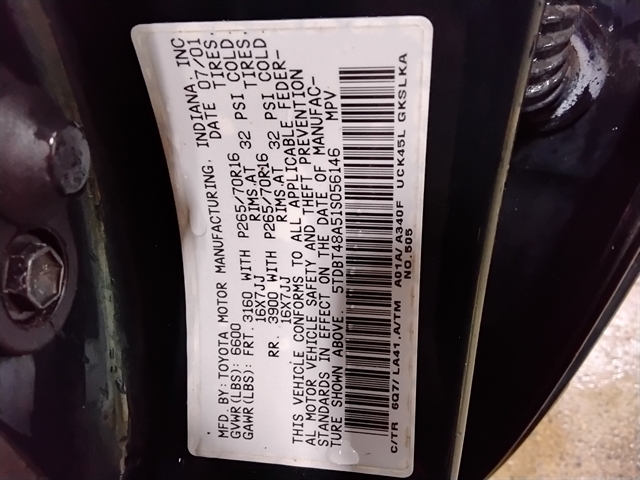 MFD. BY: TOYOTA MOTOR MANUFACTURING, INDIANA, INC
GVWR(LBS): 6600 DATE 07/01
GAWR(LBS): FRT. 3160 WITH P265/70R16 TIRES.
16X7JJ RIMS.AT 32 PSI COLD.
RR. 3900 WITH P265/70R16 TIRES.
16X7JJ RIMS.AT 32 PSI COLD.
THIS VEHICLE CONFORMS TO ALL APPLICABLE FEDER-
AL MOTOR VEHICLE SAFETY AND THEFT PREVENTION
STANDARDS IN EFFECT ON THE DATE OF MANUFAC-
TURE SHOWN ABOVE. 5TDBT48A51S056146 MPV
C/TR 6Q7/ LA41.A/TM A01A/ A340F UCK45L GKSLKA
NO.505